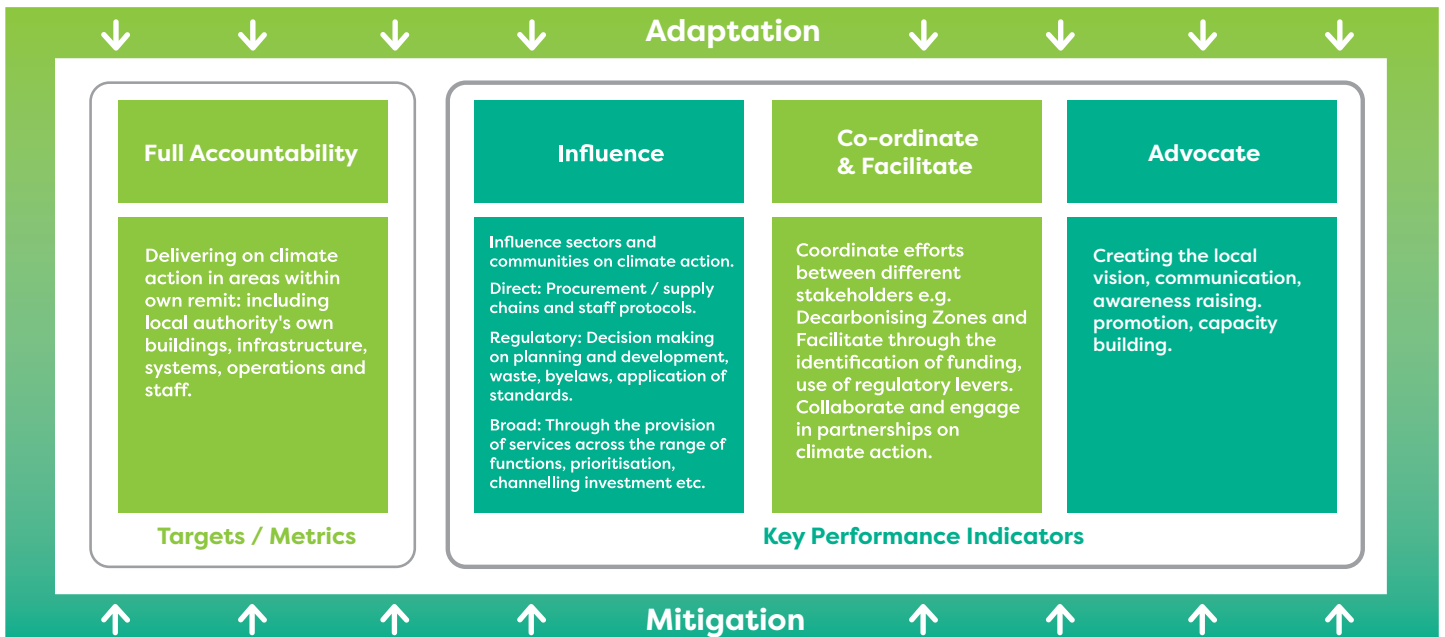 Adaptation
Full Accountability
Delivering on climate
action in areas within
own remit: including
local authority's own
buildings, infrastructure,
systems, operations and
staff.
Targets / Metrics
Influence
Influence sectors and
communities on climate action.
Direct: Procurement / supply
chains and staff protocols.
Regulatory: Decision making
on planning and development,
waste, byelaws, application of
standards.
Broad: Through the provision
of services across the range of
functions, prioritisation,
channelling investment etc.
Co-ordinate
& Facilitate
Coordinate efforts
between different
stakeholders e.g.
Decarbonising Zones and
Facilitate through the
identification of funding,
use of regulatory levers.
Collaborate and engage
in partnerships on
climate action.
Advocate
Creating the local
vision, communication,
awareness raising.
promotion, capacity
building.
Key Performance Indicators
Mitigation